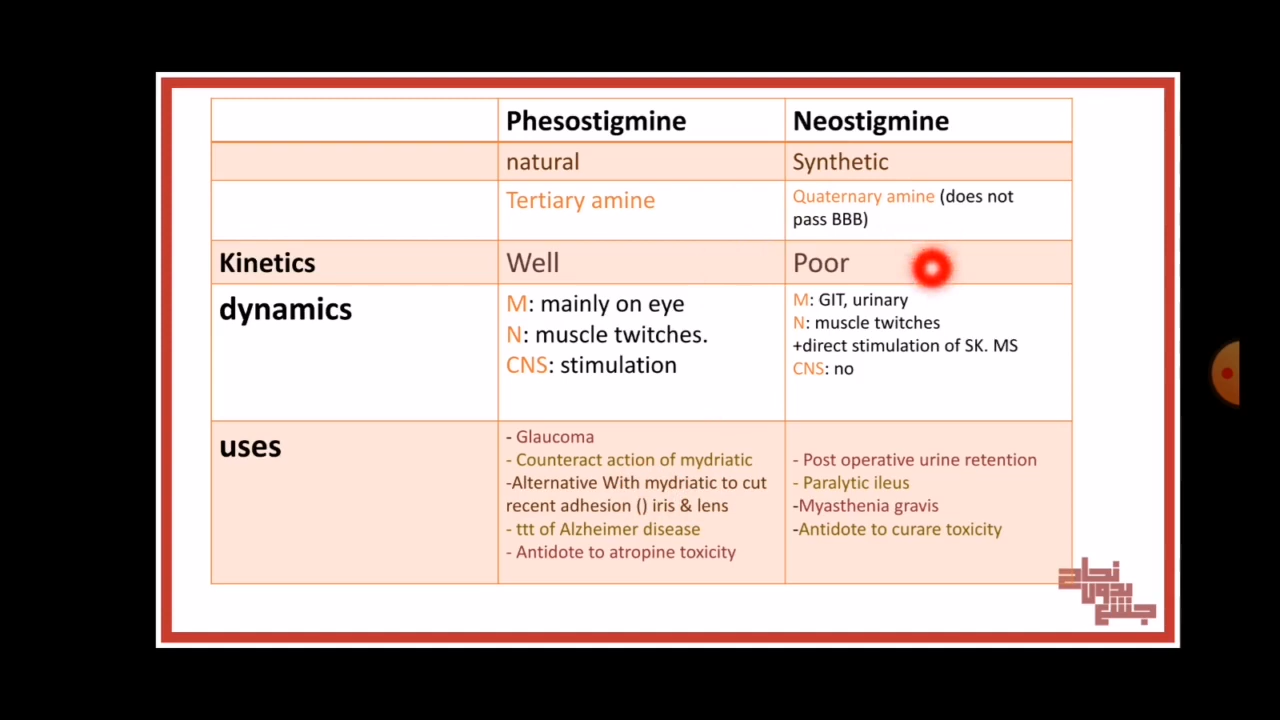 Phesostigmine
Neostigmine
natural
Synthetic
Tertiary amine
Quaternary amine (does not
pass BBB)
Kinetics
Well
Poor
dynamics
M: mainly on eye
N: muscle twitches.
CNS: stimulation
M: GIT, urinary
N: muscle twitches
+direct stimulation of SK. MS
CNS: no
uses
- Glaucoma
- Counteract action of mydriatic
-Alternative With mydriatic to cut
recent adhesion () iris & lens
- ttt of Alzheimer disease
- Antidote to atropine toxicity
- Post operative urine retention
- Paralytic ileus
-Myasthenia gravis
-Antidote to curare toxicity
نجاح
بدون